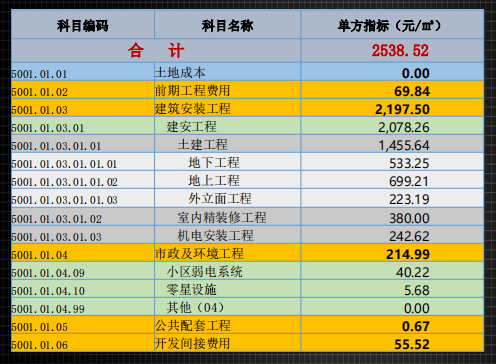 科目编码 科目名称 单方指标（元/㎡）
合 计 2538.52
5001.01.01 土地成本 0.00
5001.01.02 前期工程费用 69.84
5001.01.03 建筑安装工程 2,197.50
5001.01.03.01 建安工程 2,078.26
5001.01.03.01.01 土建工程 1,455.64
5001.01.03.01.01.01 地下工程 533.25
5001.01.03.01.01.02 地上工程 699.21
5001.01.03.01.01.03 外立面工程 223.19
5001.01.03.01.02 室内精装修工程 380.00
5001.01.03.01.03 机电安装工程 242.62
5001.01.04 市政及环境工程 214.99
5001.01.04.09 小区弱电系统 40.22
5001.01.04.10 零星设施 5.68
5001.01.04.99 其他（04） 0.00
5001.01.05 公共配套工程 0.67
5001.01.06 开发间接费用 55.52